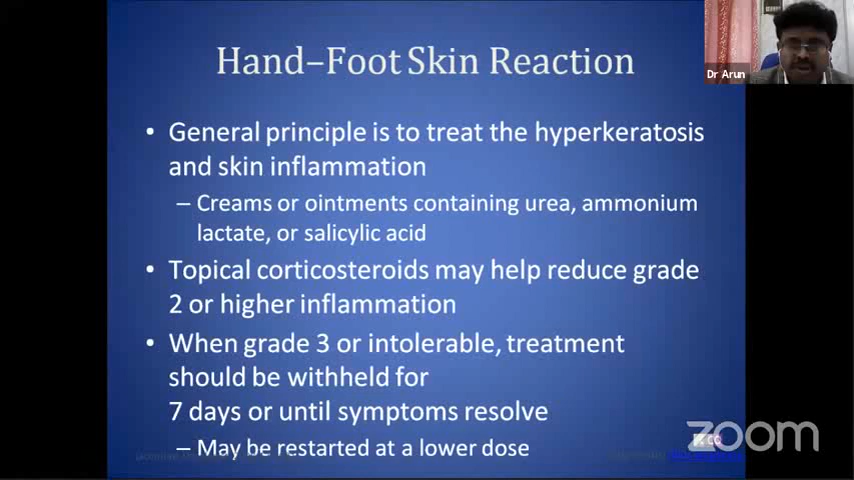 Hand–Foot Skin Reaction
Dr Arun
• General principle is to treat the hyperkeratosis
and skin inflammation
– Creams or ointments containing urea, ammonium
lactate, or salicylic acid
• Topical corticosteroids may help reduce grade
2 or higher inflammation
• When grade 3 or intolerable, treatment
should be withheld for
7 days or until symptoms resolve
– May be restarted at a lower dose
zoom